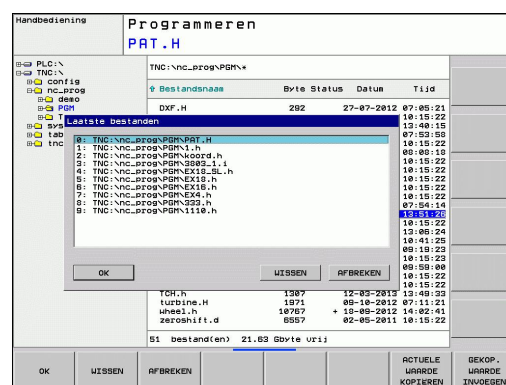 Handbediening
Programmeren
PAT.H
PLC:\
TNC:\
config
nc_prog
demo
PGM
T
sys
tab
tnc
TNC:\nc_prog\PGM\*
Bestandsnaam Byte Status Datum Tijd
DXF.H 292 27-07-2012 07:05:21
10:15:22
13:40:15
07:53:58
10:15:22
08:08:18
10:15:22
10:15:22
10:15:22
10:15:22
07:54:14
13:51:26
10:15:22
13:06:24
10:41:25
09:19:23
10:15:23
09:59:00
10:15:22
10:15:22
Laatste bestanden
0: TNC:\nc_prog\PGM\PAT.H
1: TNC:\nc_prog\PGM\1.h
2: TNC:\nc_prog\PGM\koord.h
3: TNC:\nc_prog\PGM\3803_1.i
4: TNC:\nc_prog\PGM\EX18_SL.h
5: TNC:\nc_prog\PGM\EX18.h
6: TNC:\nc_prog\PGM\EX16.h
7: TNC:\nc_prog\PGM\EX4.h
8: TNC:\nc_prog\PGM\333.h
9: TNC:\nc_prog\PGM\1110.h
OK WISSEN AFBREKEN
TCH.h 1307 12-03-2013 13:49:33
turbine.H 1971 09-10-2012 07:11:21
wheel.H 10767 + 18-09-2012 14:02:41
zeroshift.d 6557 02-05-2011 10:15:22
51 bestand(en) 21.63 Gbyte vrij
OK
WISSEN
AFBREKEN
ACTUELE
WAARDE
KOPIEREN
GEKOP.
WAARDE
INVOEGEN